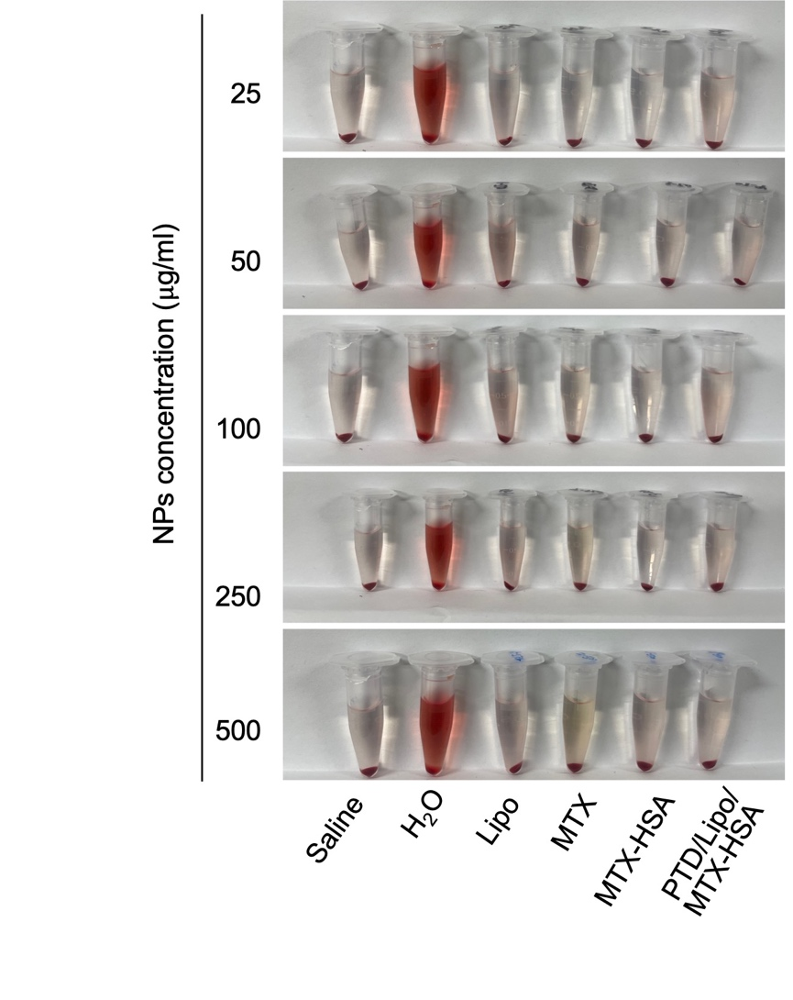 NPs concentration (µg/ml)
25
50
100
250
500
Saline
H₂O
Lipo
MTX
MTX-HSA
PTD/Lipo/
MTX-HSA